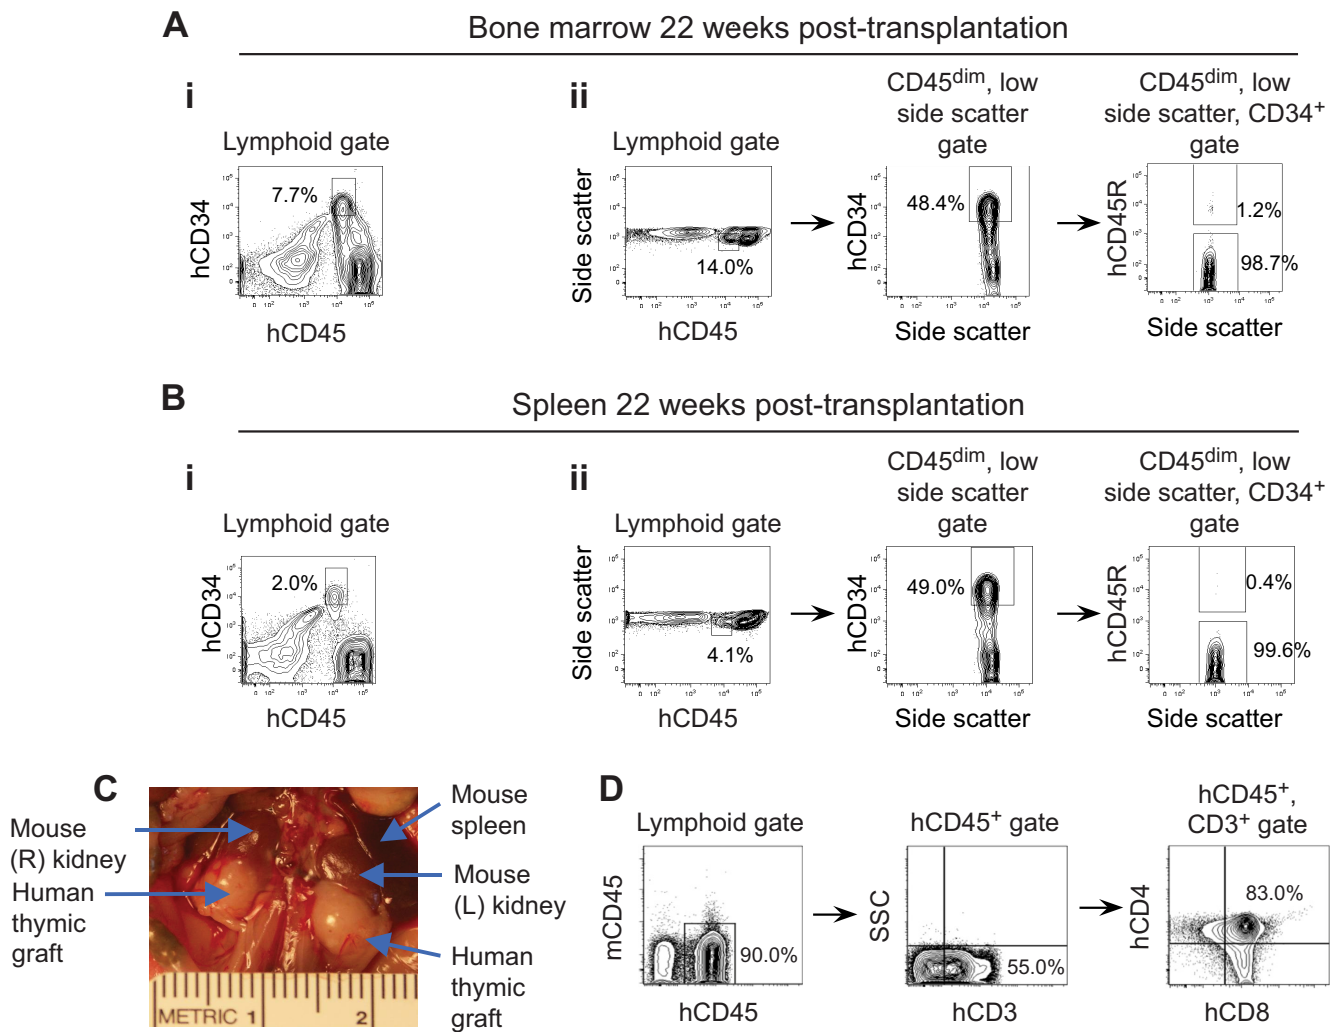 A
Bone marrow 22 weeks post-transplantation
i
Lymphoid gate
7.7%
hCD34
hCD45
ii
Lymphoid gate
Side scatter
14.0%
hCD45
CD45dim, low
side scatter
gate
48.4%
hCD34
Side scatter
CD45dim, low
side scatter, CD34+
gate
hCD45R
1.2%
98.7%
Side scatter
B
Spleen 22 weeks post-transplantation
i
Lymphoid gate
2.0%
hCD34
hCD45
ii
Lymphoid gate
Side scatter
4.1%
hCD45
CD45dim, low
side scatter
gate
49.0%
hCD34
Side scatter
CD45dim, low
side scatter, CD34+
gate
hCD45R
0.4%
99.6%
Side scatter
C
Mouse
(R) kidney
Human
thymic
graft
Mouse
spleen
Mouse
(L) kidney
Human
thymic
graft
METRIC 1 2
D
Lymphoid gate
mCD45
90.0%
hCD45
hCD45+ gate
SSC
55.0%
hCD3
hCD45+,
CD3+ gate
hCD4
83.0%
hCD8